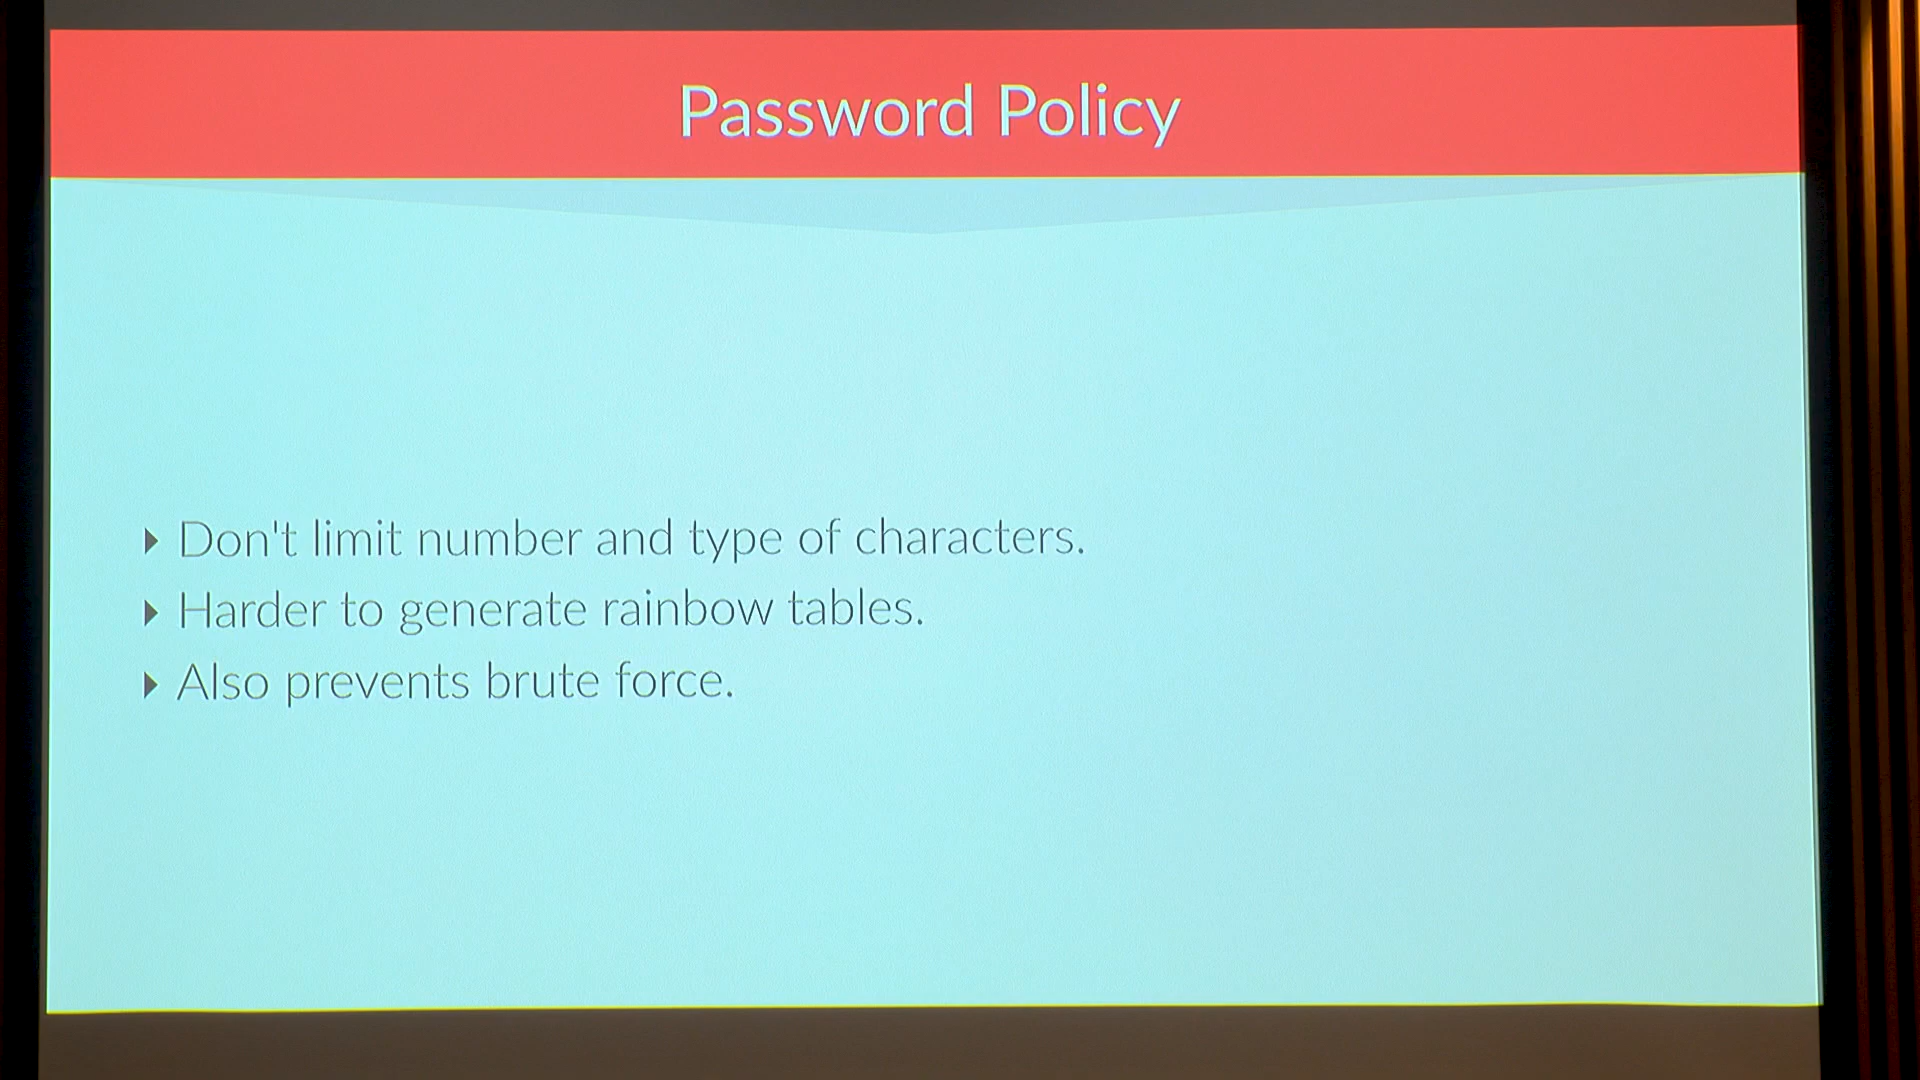 Password Policy
Don't limit number and type of characters.
Harder to generate rainbow tables.
Also prevents brute force.